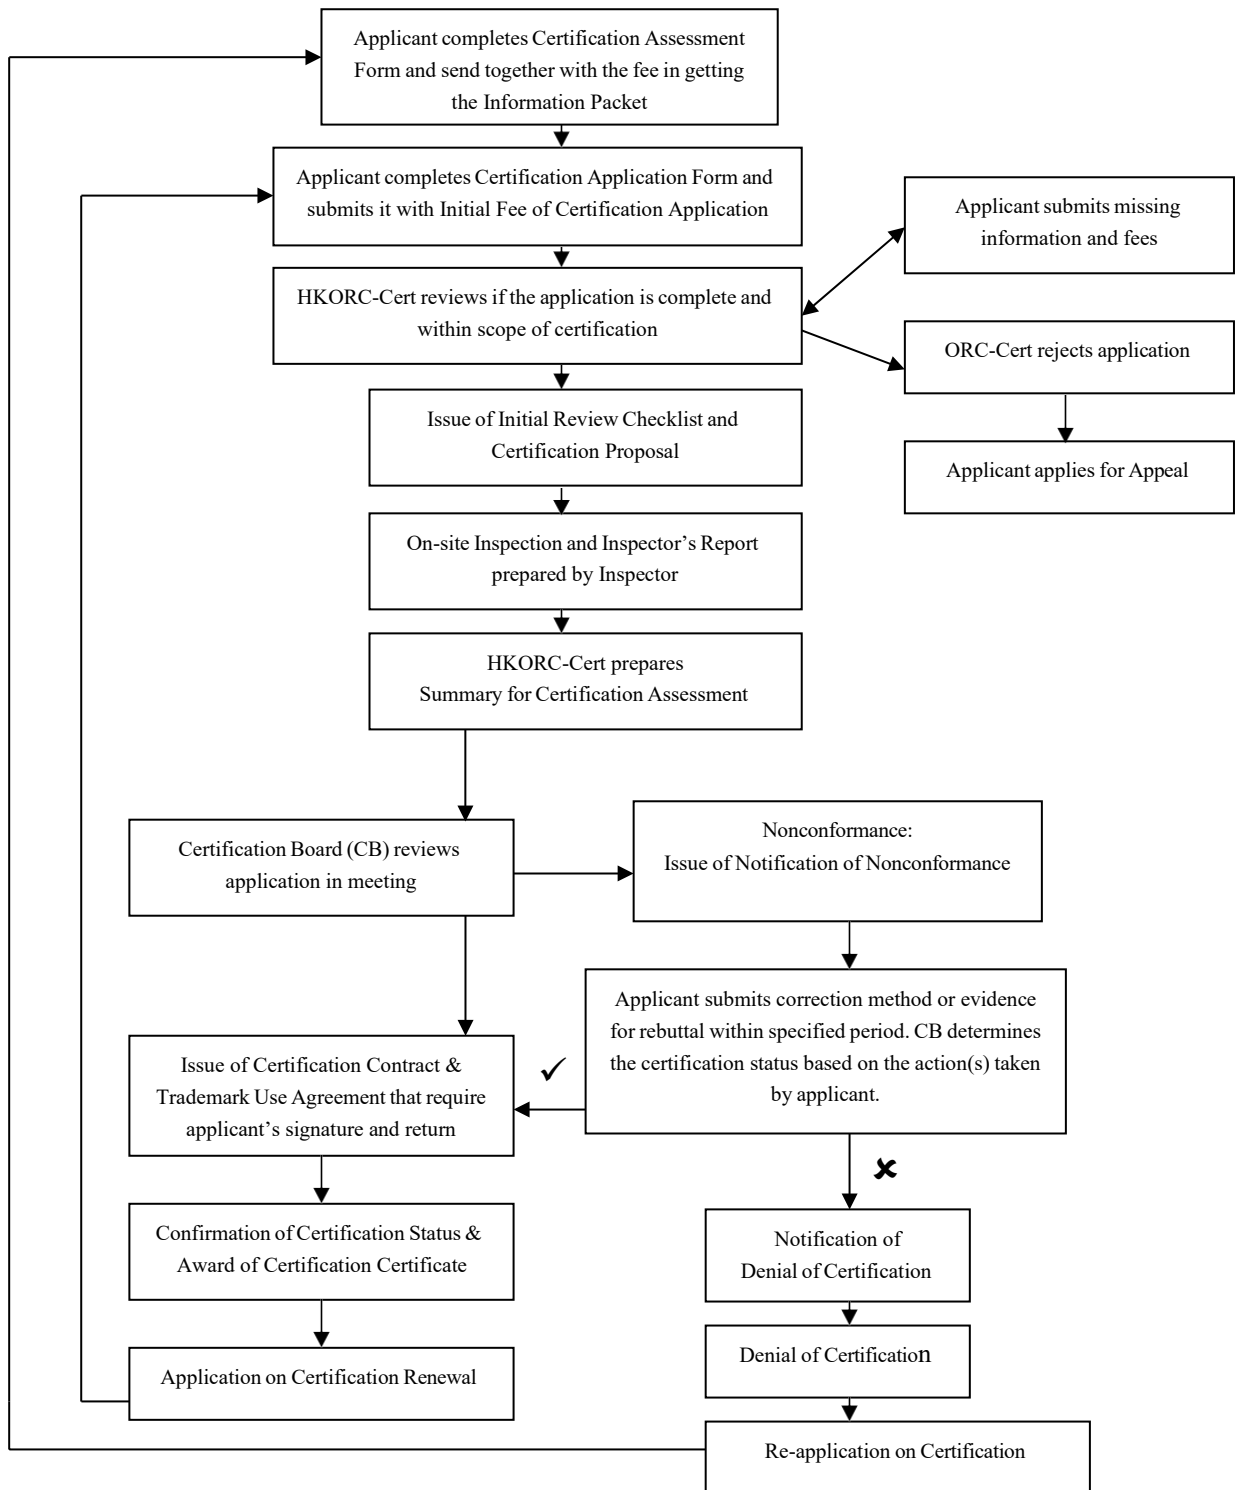 Applicant completes Certification Assessment
Form and send together with the fee in getting
the Information Packet
Applicant completes Certification Application Form and
submits it with Initial Fee of Certification Application
Applicant submits missing
information and fees
HKORC-Cert reviews if the application is complete and
within scope of certification
ORC-Cert rejects application
Applicant applies for Appeal
Issue of Initial Review Checklist and
Certification Proposal
On-site Inspection and Inspector’s Report
prepared by Inspector
HKORC-Cert prepares
Summary for Certification Assessment
Certification Board (CB) reviews
application in meeting
Nonconformance:
Issue of Notification of Nonconformance
Applicant submits correction method or evidence
for rebuttal within specified period. CB determines
the certification status based on the action(s) taken
by applicant.
Issue of Certification Contract &
Trademark Use Agreement that require
applicant’s signature and return
Confirmation of Certification Status &
Award of Certification Certificate
Notification of
Denial of Certification
Denial of Certification
Application on Certification Renewal
Re-application on Certification